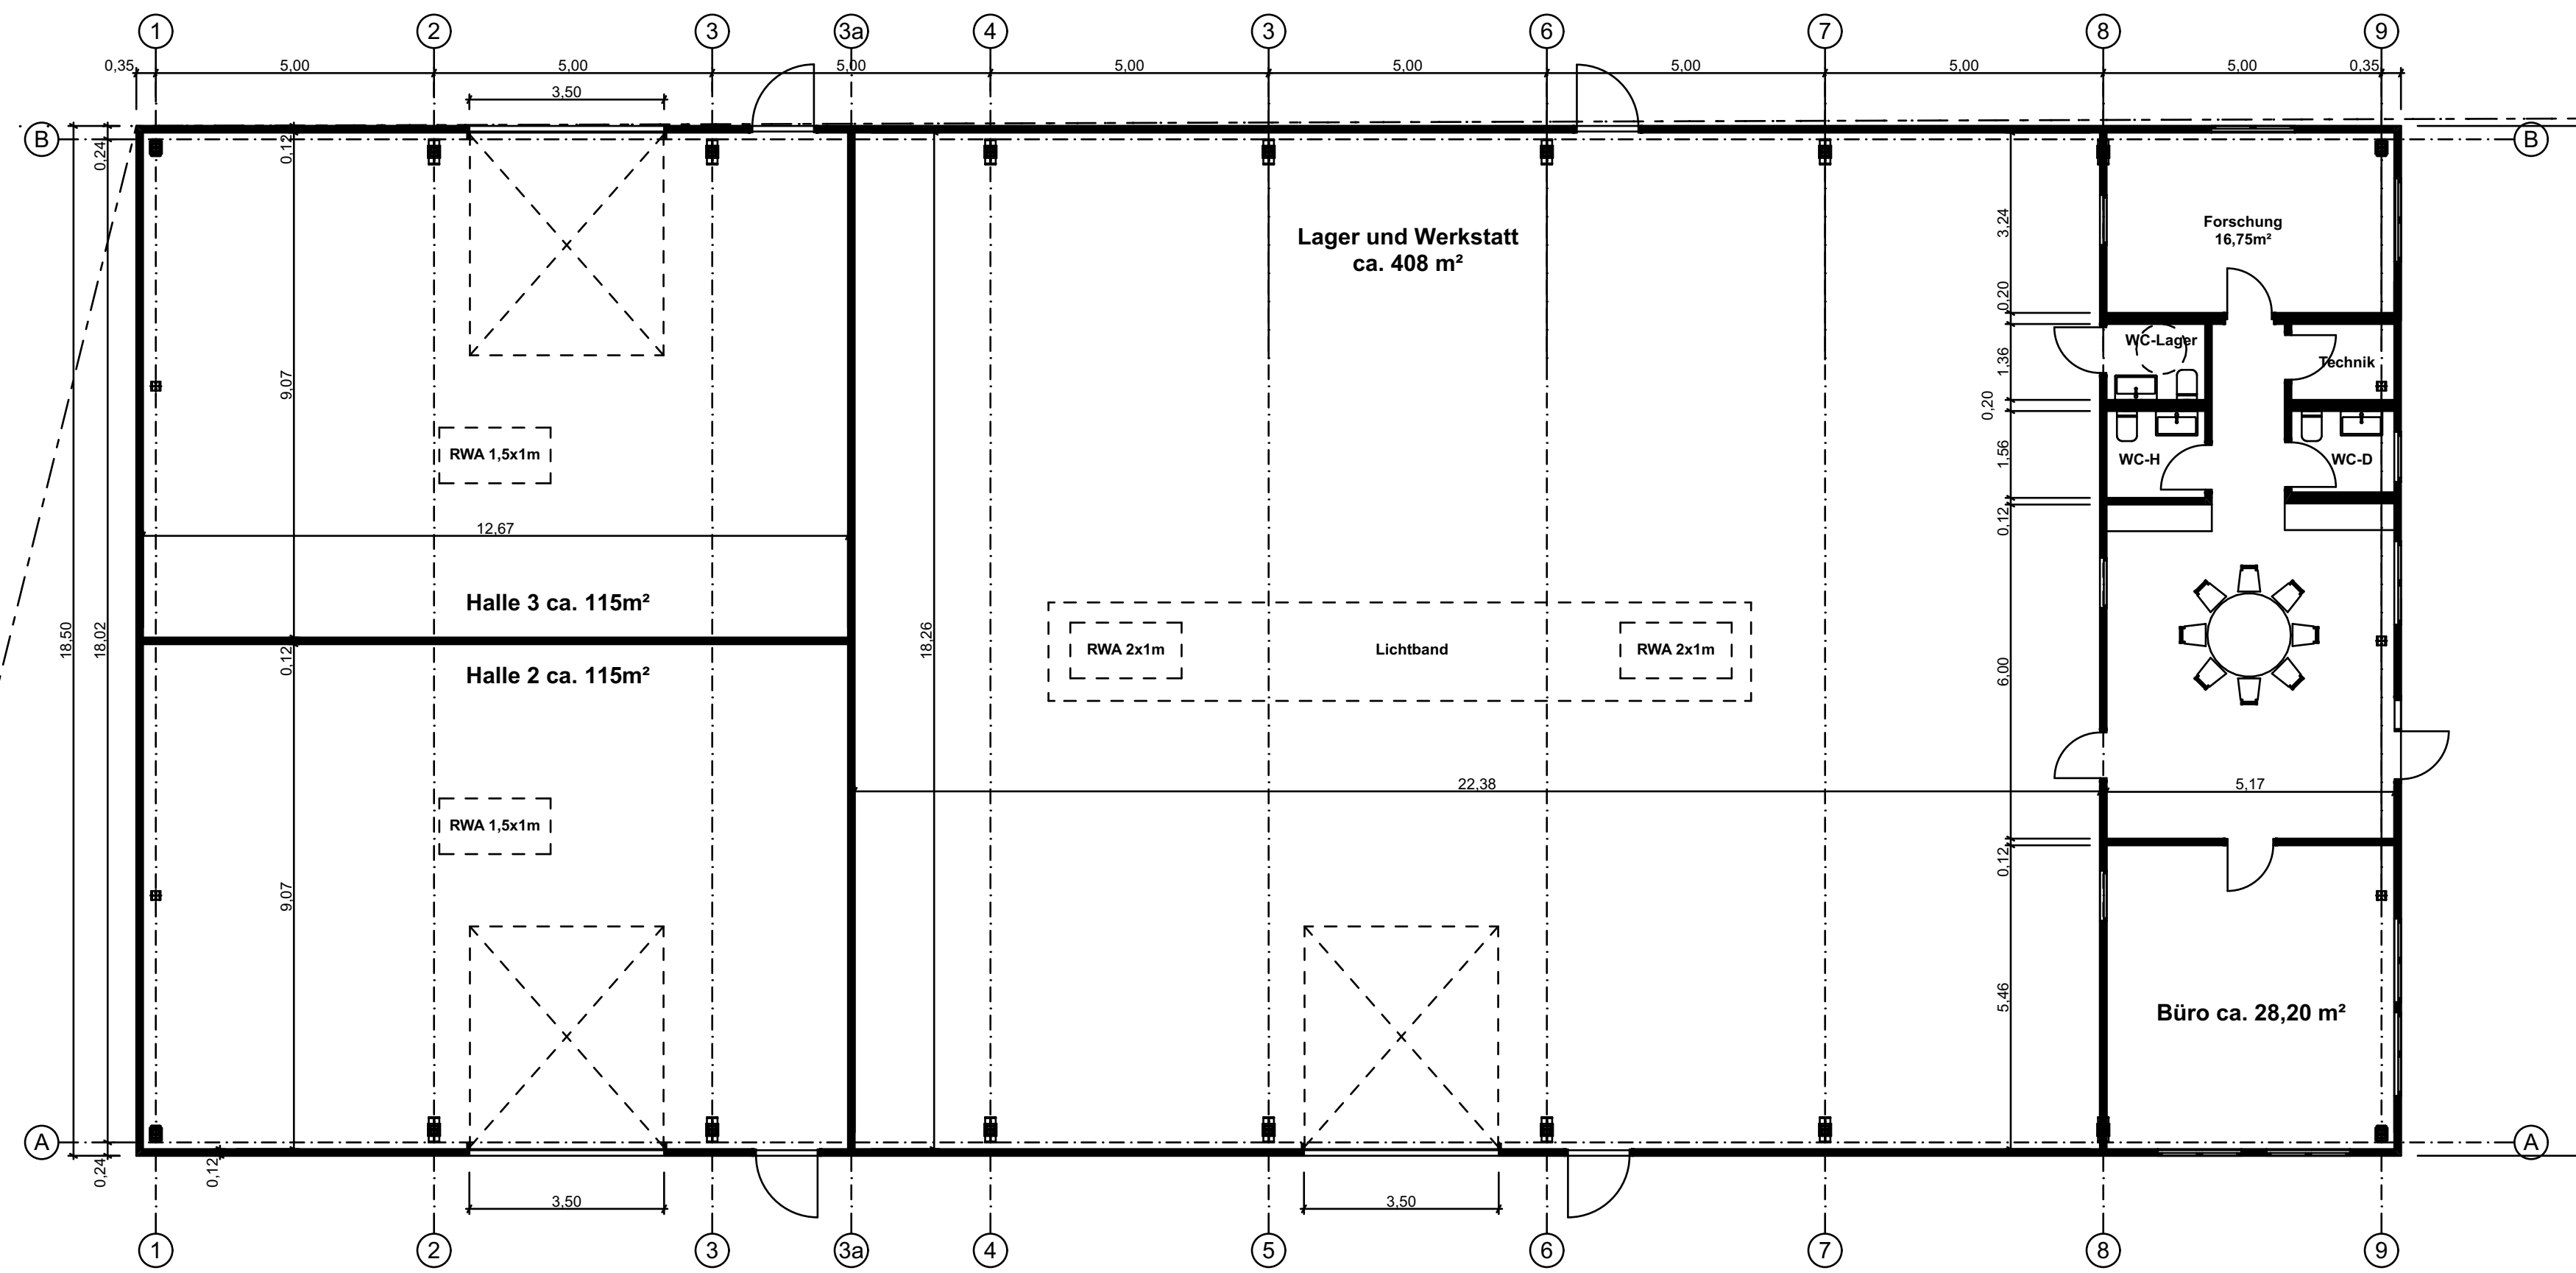 1 2 3 3a 4 3 6 7 8 9
0,35 5,00 5,00 5,00 5,00 5,00 5,00 5,00 5,00 0,35
3,50
B B
0,24
0,12
3,24
Forschung
16,75m²
Lager und Werkstatt
ca. 408 m²
0,20
WC-Lager
1,36
Technik
9,07
0,20
RWA 1,5x1m
1,56
WC-H
WC-D
0,12
12,67
Halle 3 ca. 115m²
18,50
18,02
0,12
18,26
RWA 2x1m
Lichtband
RWA 2x1m
6,00
Halle 2 ca. 115m²
22,38
5,17
RWA 1,5x1m
0,12
9,07
5,46
Büro ca. 28,20 m²
A A
0,24
0,12
3,50
3,50
1 2 3 3a 4 5 6 7 8 9